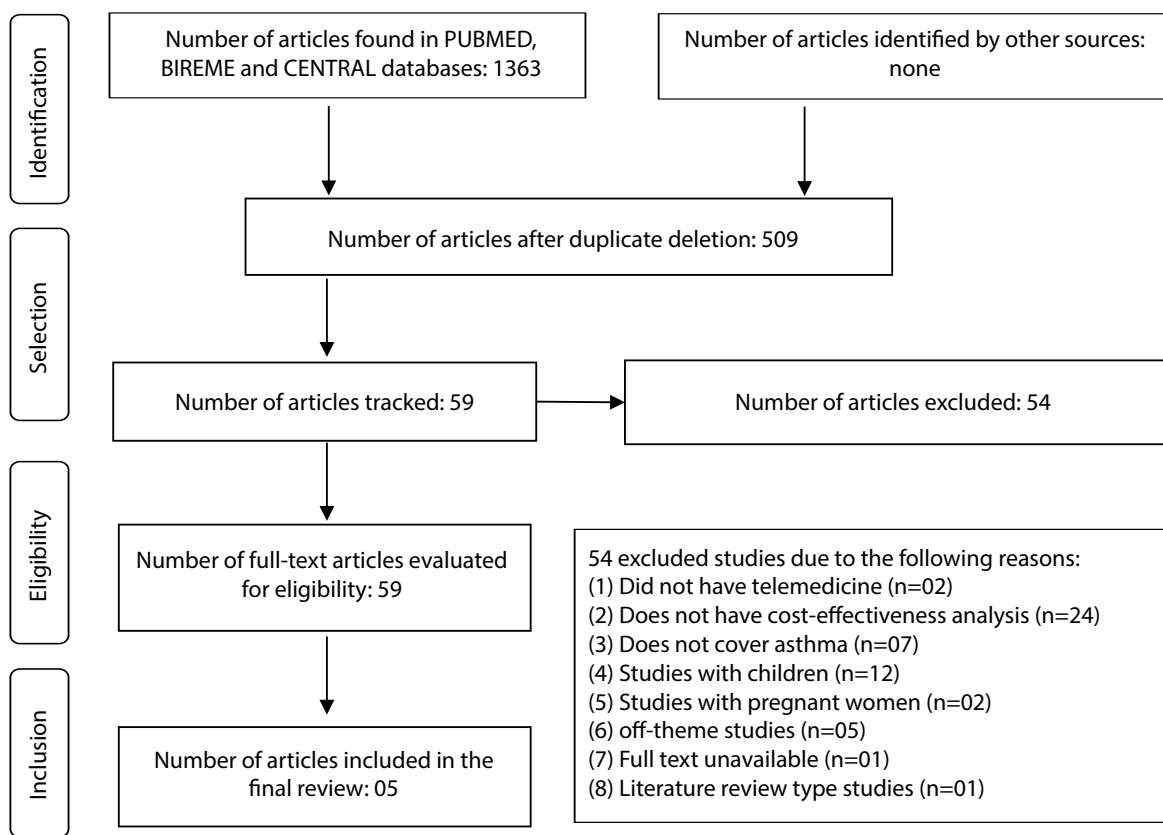 Identification
Number of articles found in PUBMED,
BIREME and CENTRAL databases: 1363
Number of articles identified by other sources:
none
Number of articles after duplicate deletion: 509
Selection
Number of articles tracked: 59
Number of articles excluded: 54
Eligibility
Number of full-text articles evaluated
for eligibility: 59
54 excluded studies due to the following reasons:
(1) Did not have telemedicine (n=02)
(2) Does not have cost-effectiveness analysis (n=24)
(3) Does not cover asthma (n=07)
(4) Studies with children (n=12)
(5) Studies with pregnant women (n=02)
(6) off-theme studies (n=05)
(7) Full text unavailable (n=01)
(8) Literature review type studies (n=01)
Inclusion
Number of articles included in the
final review: 05